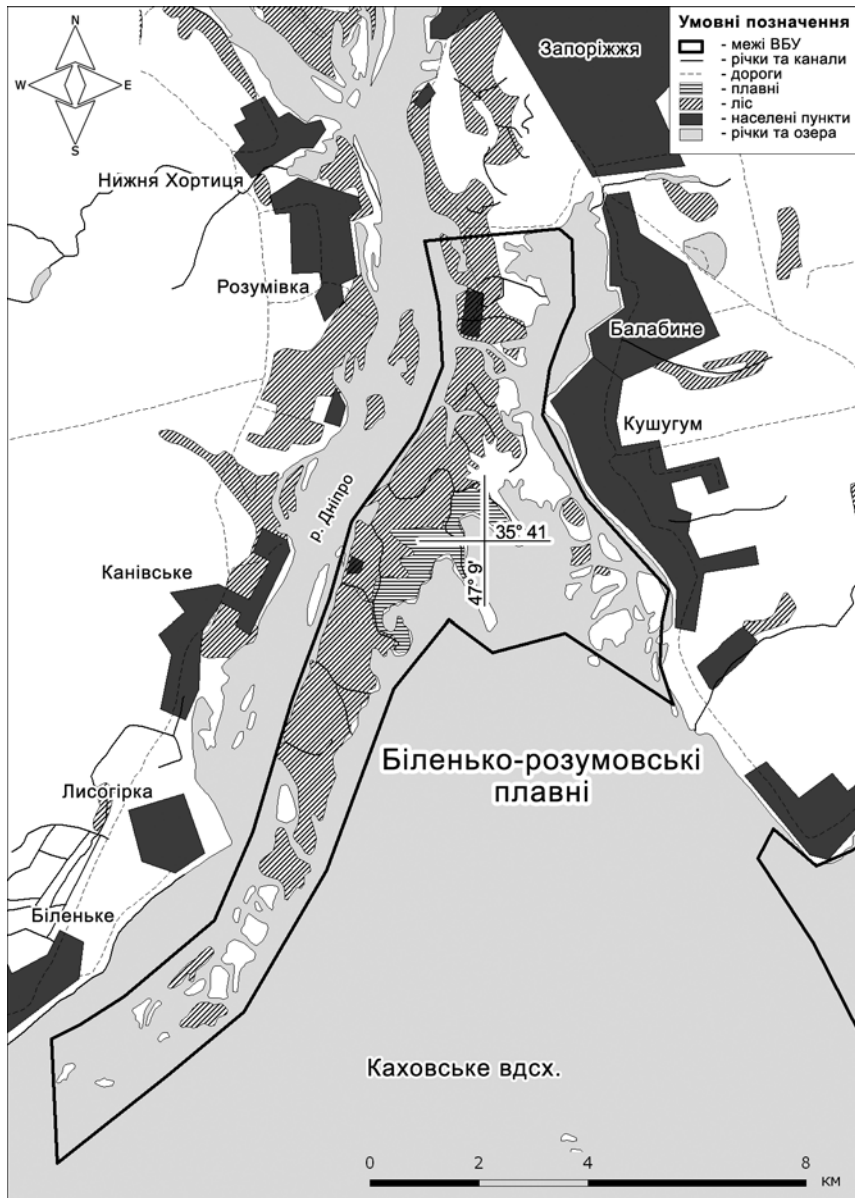 N
W
E
S
Умовні позначення
- межі ВБУ
- річки та канали
- дороги
- плавні
- ліс
- населені пункти
- річки та озера
Запоріжжя
Нижня Хортиця
Розумівка
Балабине
Кушугум
р. Дніпро
35° 41
47° 9'
Канівське
Біленько-розумовські
плавні
Лисогірка
Біленьке
Каховське вдсх.
0 2 4 6 8
км